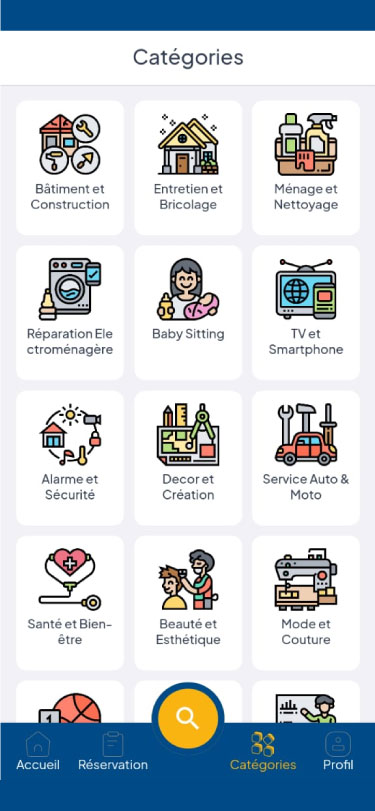 Catégories
Bâtiment et
Construction
Entretien et
Bricolage
Ménage et
Nettoyage
Réparation Ele
ctroménagère
Baby Sitting
TV et
Smartphone
Alarme et
Sécurité
Decor et
Création
Service Auto &
Moto
Santé et Bien-
être
Beauté et
Esthétique
Mode et
Couture
1
Accueil
Réservation
Catégories
Profil